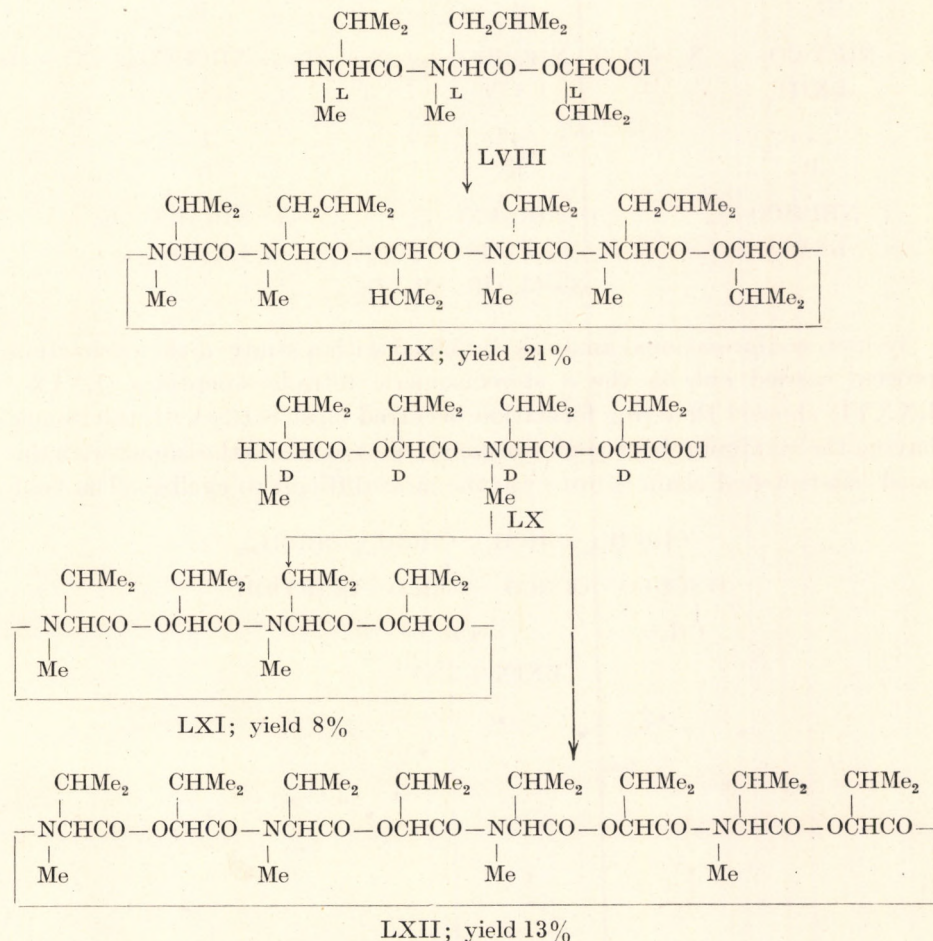 CHMe₂ CH₂CHMe₂
HNCHCO—NCHCO—OCHCOCl
L L L
Me Me CHMe₂
LVIII
CHMe₂ CH₂CHMe₂ CHMe₂ CH₂CHMe₂
—NCHCO—NCHCO—OCHCO—NCHCO—NCHCO—OCHCO—
Me Me HCMe₂ Me Me CHMe₂
LIX; yield 21%
CHMe₂ CHMe₂ CHMe₂ CHMe₂
HNCHCO—OCHCO—NCHCO—OCHCOCl
D D D D
Me Me
LX
CHMe₂ CHMe₂ CHMe₂ CHMe₂
—NCHCO—OCHCO—NCHCO—OCHCO—
Me Me
LXI; yield 8%
CHMe₂ CHMe₂ CHMe₂ CHMe₂ CHMe₂ CHMe₂ CHMe₂ CHMe₂
—NCHCO—OCHCO—NCHCO—OCHCO—NCHCO—OCHCO—NCHCO—OCHCO—
Me Me Me Me
LXII; yield 13%